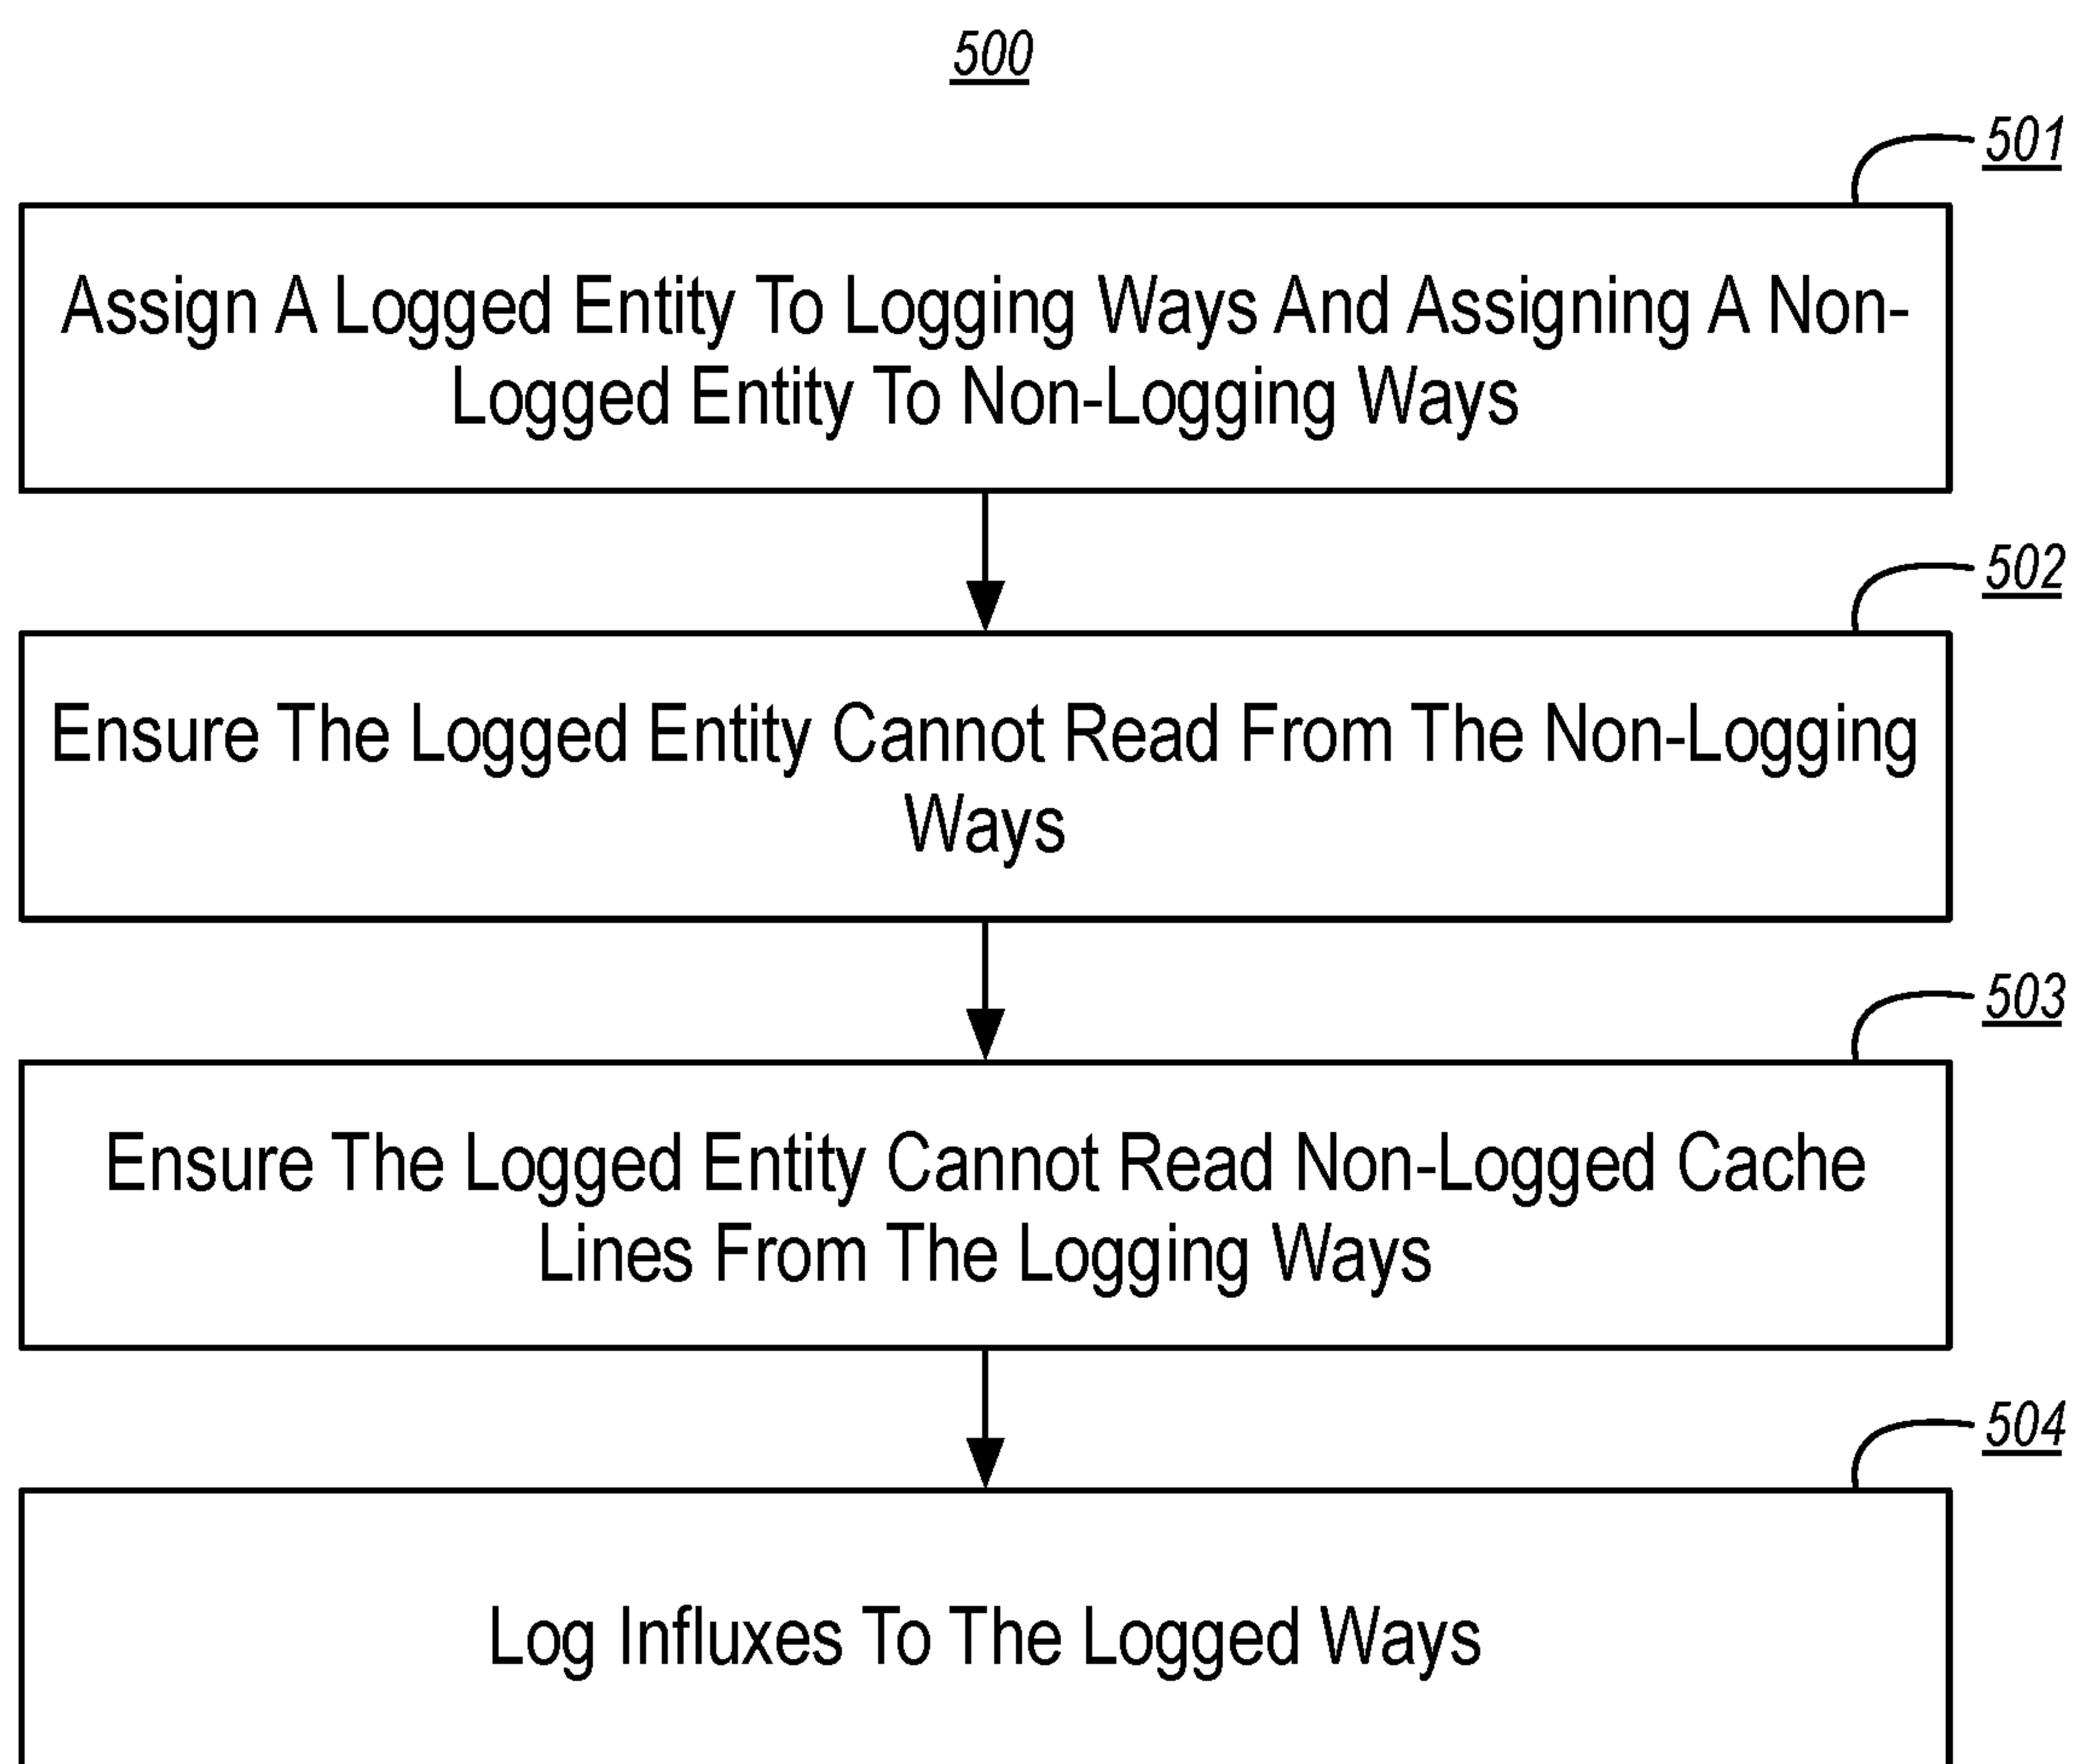 500
501
Assign A Logged Entity To Logging Ways And Assigning A Non-
Logged Entity To Non-Logging Ways
502
Ensure The Logged Entity Cannot Read From The Non-Logging
Ways
503
Ensure The Logged Entity Cannot Read Non-Logged Cache
Lines From The Logging Ways
504
Log Influxes To The Logged Ways